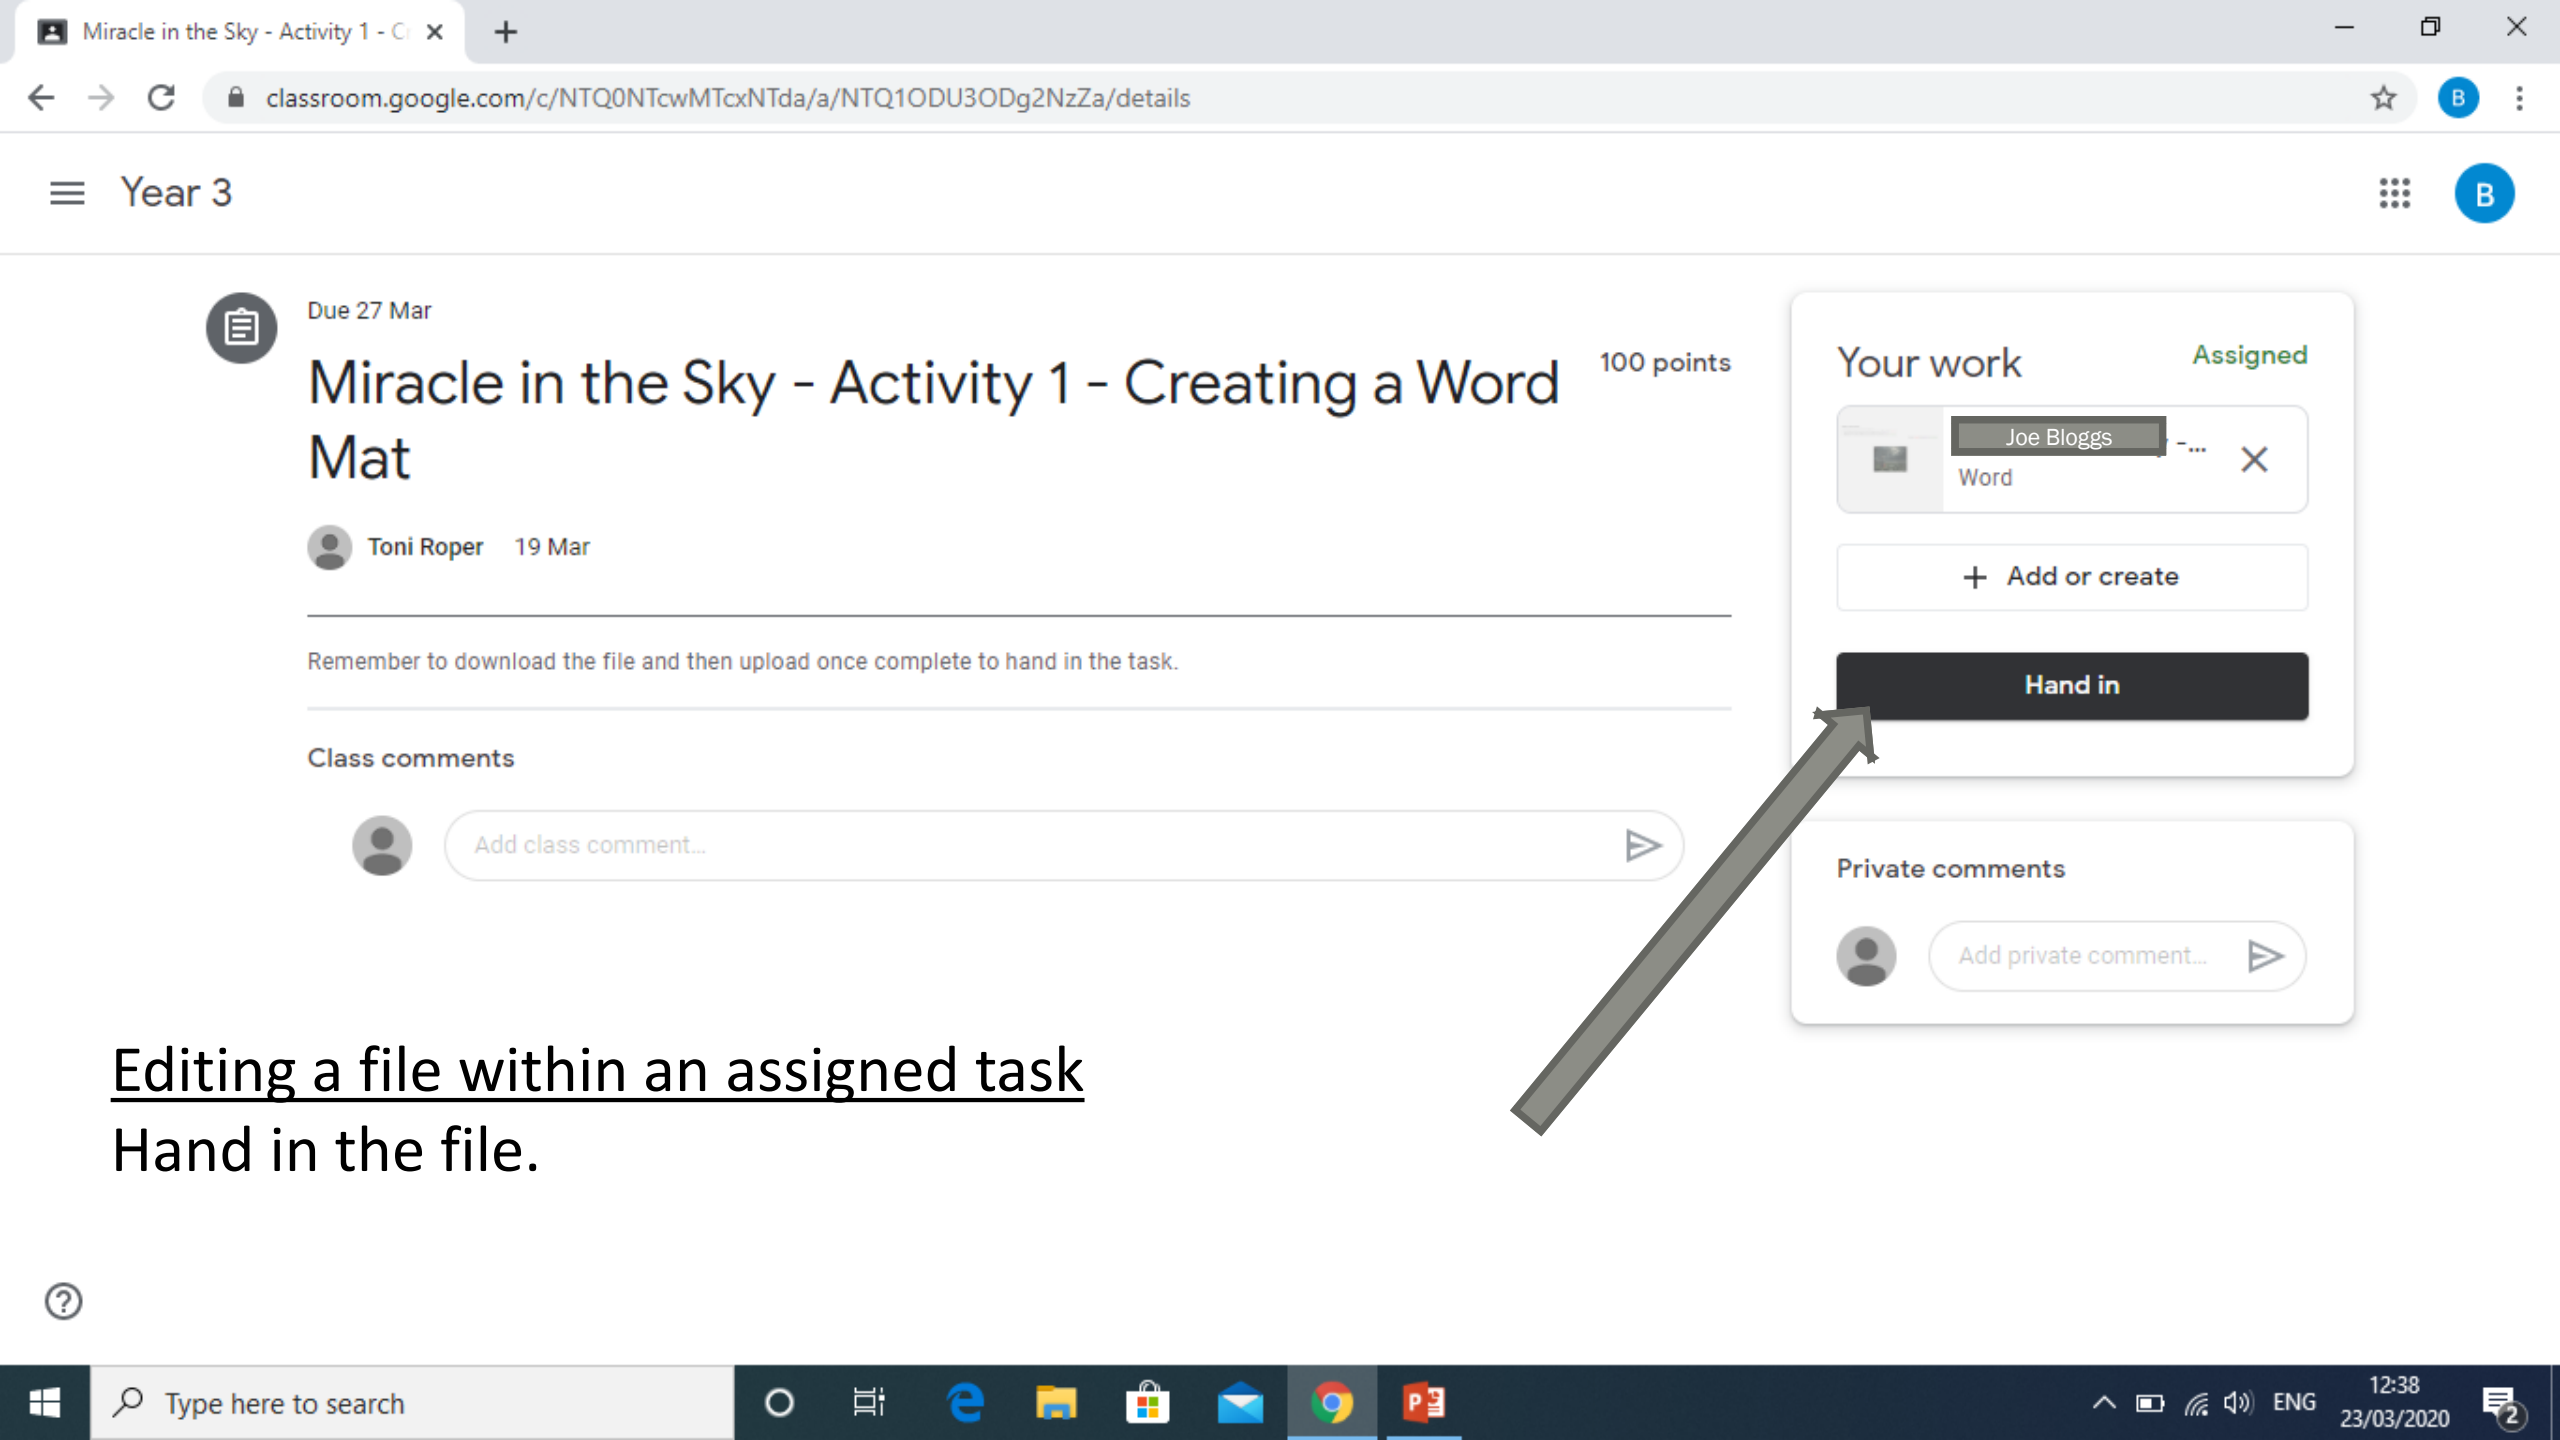 Miracle in the Sky - Activity 1 - C
classroom.google.com/c/NTQ0NTcwMTcxNTda/a/NTQ1ODU3ODg2NzZa/details
B
Year 3
B
Due 27 Mar
Miracle in the Sky - Activity 1 - Creating a Word
Mat
100 points
Toni Roper 19 Mar
Remember to download the file and then upload once complete to hand in the task.
Class comments
Add class comment...
Your work
Assigned
Joe Bloggs
-...
Word
+ Add or create
Hand in
Private comments
Add private comment...
Editing a file within an assigned task
Hand in the file.
Type here to search
ENG
12:38
23/03/2020
2